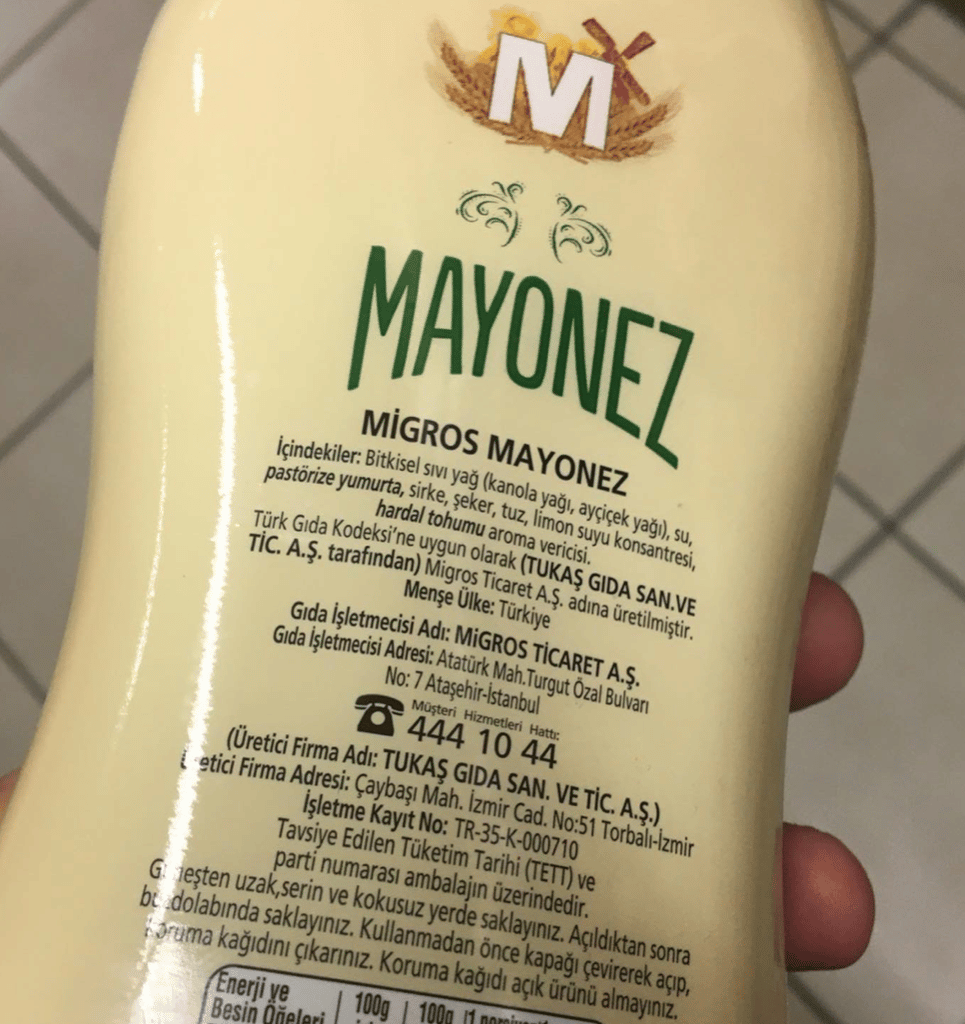 M
MAYONEZ
MİGROS MAYONEZ
İçindekiler: Bitkisel sıvı yağ (kanola yağı, ayçiçek yağı), su,
pastörize yumurta, sirke, şeker, tuz, limon suyu konsantresi,
hardal tohumu aroma vericisi.
Türk Gıda Kodeksi'ne uygun olarak (TUKAŞ GIDA SAN.VE
TİC. A.Ş. tarafından) Migros Ticaret A.Ş. adına üretilmiştir.
Menşe Ülke: Türkiye
Gıda İşletmecisi Adı: MİGROS TİCARET A.Ş.
Gıda İşletmecisi Adresi: Atatürk Mah.Turgut Özal Bulvarı
No: 7 Ataşehir-İstanbul
Müşteri Hizmetleri Hattı:
444 10 44
(Üretici Firma Adı: TUKAŞ GIDA SAN. VE TİC. A.Ş.)
Üretici Firma Adresi: Çaybaşı Mah. İzmir Cad. No:51 Torbalı-İzmir
İşletme Kayıt No: TR-35-K-000710
Tavsiye Edilen Tüketim Tarihi (TETT) ve
parti numarası ambalajın üzerindedir.
Güneşten uzak,serin ve kokusuz yerde saklayınız. Açıldıktan sonra
buzdolabında saklayınız. Kullanmadan önce kapağı çevirerek açıp,
koruma kağıdını çıkarınız. Koruma kağıdı açık ürünü almayınız.
Enerji ve
Besin Öğeleri
100g
100g